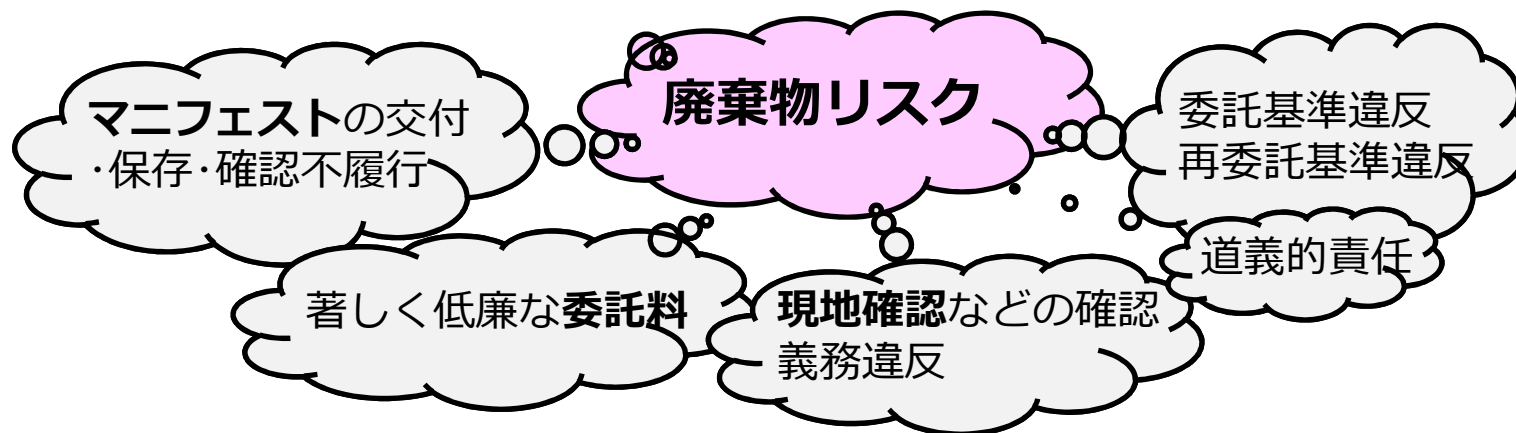 廃棄物リスク
マニフェストの交付
・保存・確認不履行
委託基準違反
再委託基準違反
道義的責任
著しく低廉な委託料
現地確認などの確認
義務違反